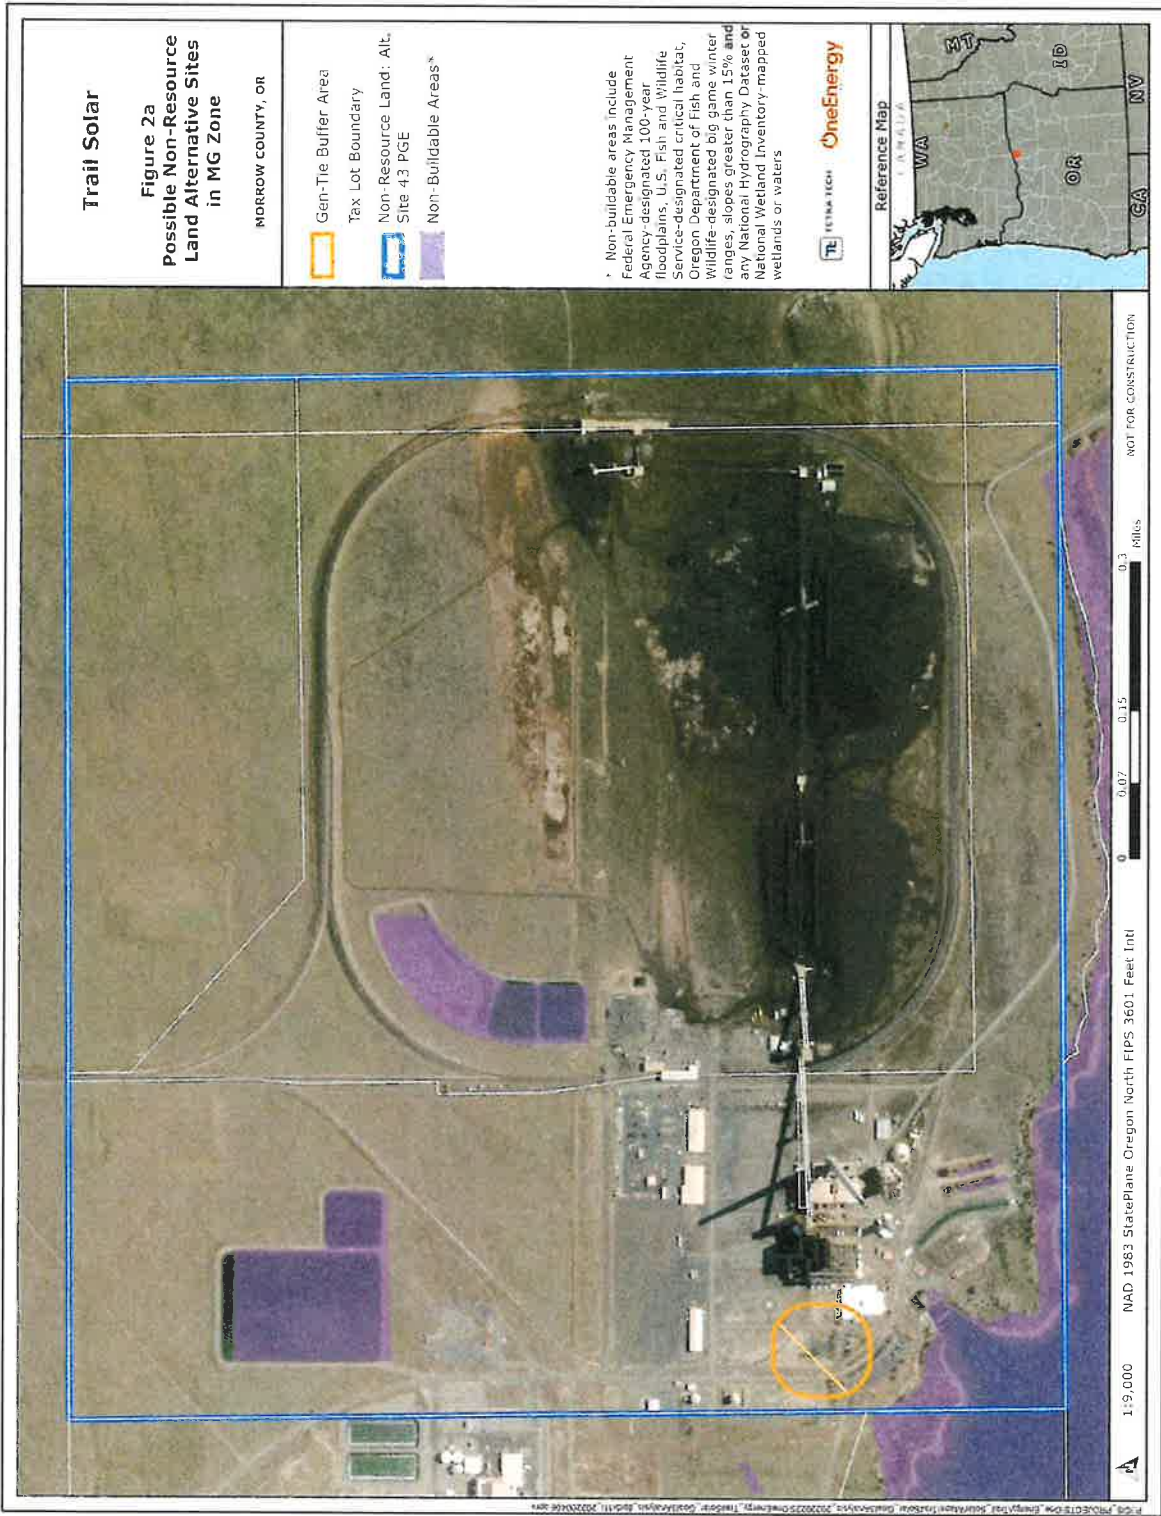 Trail Solar
Figure 2a
Possible Non-Resource
Land Alternative Sites
in MG Zone
MORROW COUNTY, OR
Gen-Tie Buffer Area
Tax Lot Boundary
Non-Resource Land: Alt.
Site 43 PGE
Non-Buildable Areas*
* Non-buildable areas include
Federal Emergency Management
Agency-designated 100-year
floodplains, U.S. Fish and Wildlife
Service-designated critical habitat,
Oregon Department of Fish and
Wildlife-designated big game winter
ranges, slopes greater than 15% and
any National Hydrography Dataset or
National Wetland Inventory-mapped
wetlands or waters
TETRA TECH
OneEnergy
Reference Map
CANADA
WA
MT
OR
ID
CA
NV
1:9,000
NAD 1983 StatePlane Oregon North FIPS 3601 Feet Intl
0
0.07
0.15
0.3
Miles
NOT FOR CONSTRUCTION
N